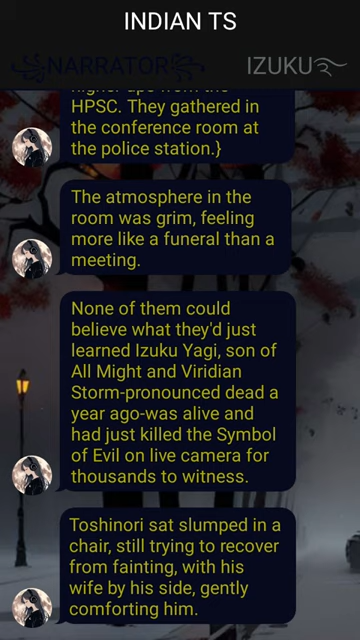 INDIAN TS
NARRATOR
IZUKU
higher ups from the
HPSC. They gathered in
the conference room at
the police station.}
The atmosphere in the
room was grim, feeling
more like a funeral than a
meeting.
None of them could
believe what they'd just
learned Izuku Yagi, son of
All Might and Viridian
Storm-pronounced dead a
year ago-was alive and
had just killed the Symbol
of Evil on live camera for
thousands to witness.
Toshinori sat slumped in a
chair, still trying to recover
from fainting, with his
wife by his side, gently
comforting him.